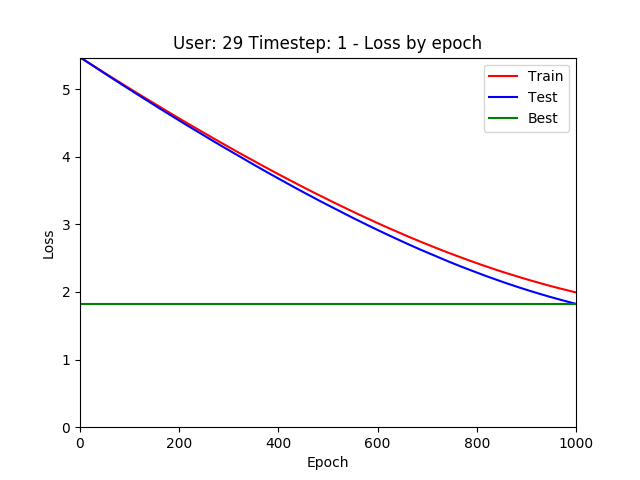 User: 29 Timestep: 1 - Loss by epoch
Train
Test
Best
Loss
5
4
3
2
1
0
0 200 400 600 800 1000
Epoch